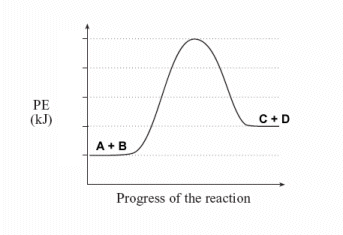 PE
(kJ)
A + B
C + D
Progress of the reaction